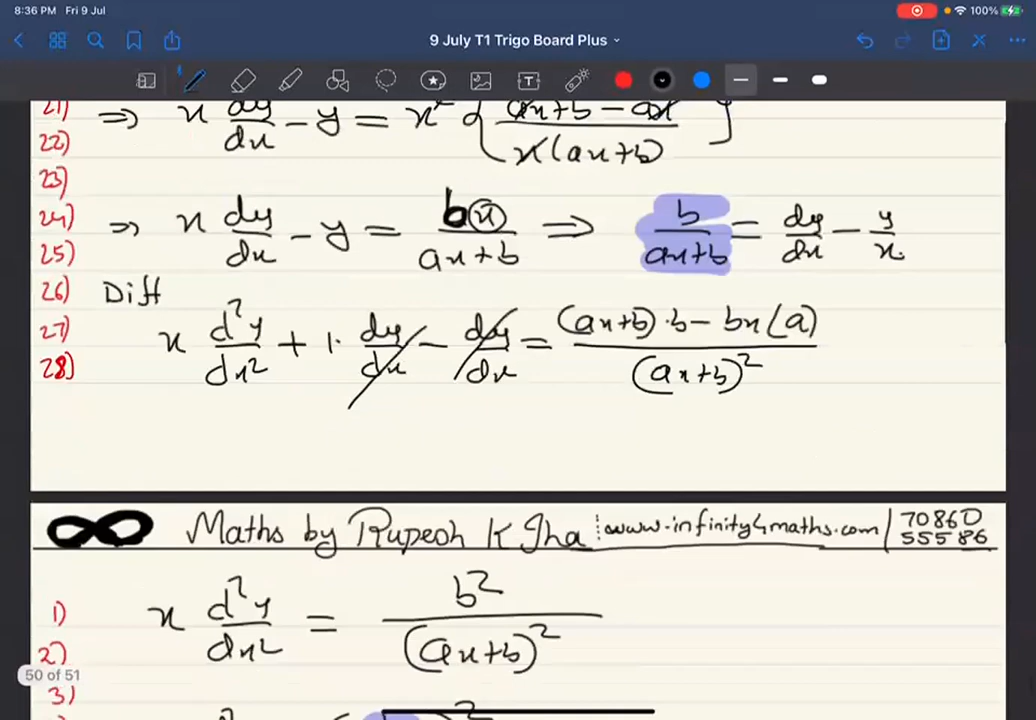 8:36 PM Fri 9 Jul 100%
9 July T1 Trigo Board Plus
21)
22) ⇒ x dy/dx - y = x² { (ax+b - ax) / x(ax+b) }
23)
24)
25) ⇒ x dy/dx - y = bx/(ax+b) ⇒ b/(ax+b) = dy/dx - y/x
26) Diff
27)
28) x d²y/dx² + 1. dy/dx - dy/dx = ((ax+b).b - bx(a))/(ax+b)²
∞ Maths by Rupesh K Jha www.infinity4maths.com/ 70860 55586
1)
2) x d²y/dx² = b²/(ax+b)²
50 of 51
3)